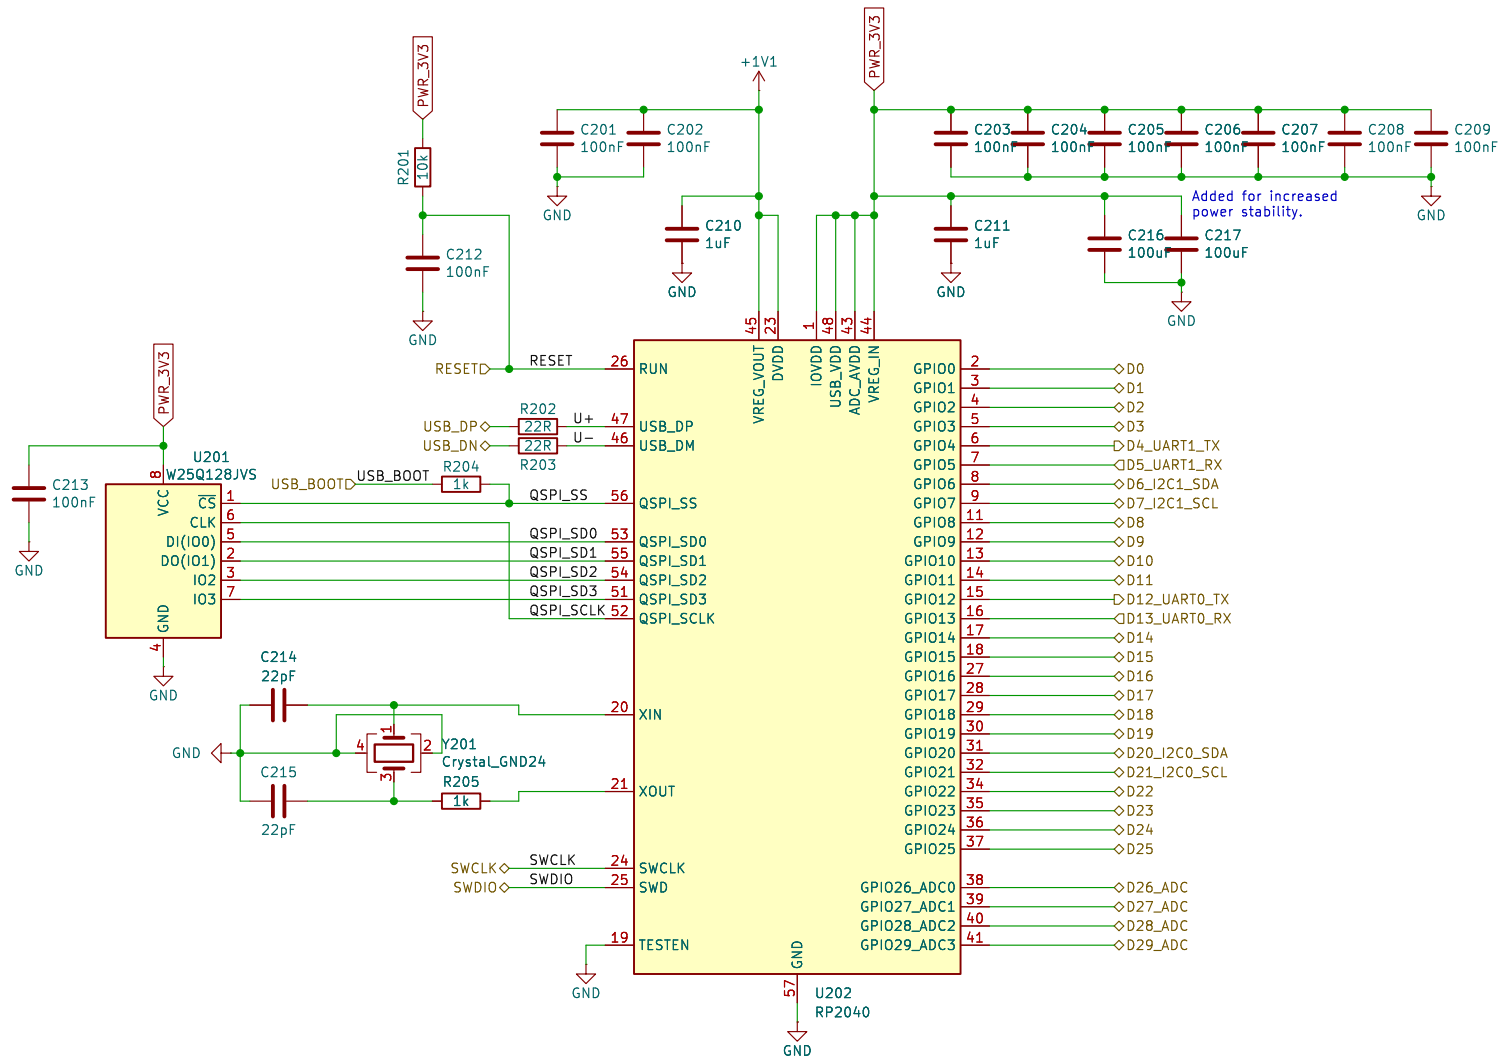 +1V1
PWR_3V3
PWR_3V3
C201
100nF
C202
100nF
C203
100nF
C204
100nF
C205
100nF
C206
100nF
C207
100nF
C208
100nF
C209
100nF
R201
10k
GND
GND
Added for increased
power stability.
C210
1uF
C211
1uF
C216
100uF
C217
100uF
C212
100nF
GND
GND
GND
GND
45
23
1
48
43
44
VREG_VOUT
DVDD
IOVDD
USB_VDD
ADC_AVDD
VREG_IN
PWR_3V3
RESET
RESET
26
RUN
USB_DP
R202
22R
U+
47
USB_DP
USB_DN
22R
R203
U-
46
USB_DM
U201
W25Q128JVS
C213
100nF
GND
8
VCC
CS
1
CLK
6
DI(IO0)
5
DO(IO1)
2
IO2
3
IO3
7
GND
4
GND
USB_BOOT
USB_BOOT
R204
1k
QSPI_SS
56
QSPI_SS
QSPI_SD0
53
QSPI_SD0
QSPI_SD1
55
QSPI_SD1
QSPI_SD2
54
QSPI_SD2
QSPI_SD3
51
QSPI_SD3
QSPI_SCLK
52
QSPI_SCLK
C214
22pF
20
XIN
GND
1
4
2
3
Y201
Crystal_GND24
C215
22pF
R205
1k
21
XOUT
SWCLK
SWCLK
24
SWCLK
SWDIO
SWDIO
25
SWD
19
TESTEN
GND
GND
57
GND
U202
RP2040
GPIO0
2
D0
GPIO1
3
D1
GPIO2
4
D2
GPIO3
5
D3
GPIO4
6
D4_UART1_TX
GPIO5
7
D5_UART1_RX
GPIO6
8
D6_I2C1_SDA
GPIO7
9
D7_I2C1_SCL
GPIO8
11
D8
GPIO9
12
D9
GPIO10
13
D10
GPIO11
14
D11
GPIO12
15
D12_UART0_TX
GPIO13
16
D13_UART0_RX
GPIO14
17
D14
GPIO15
18
D15
GPIO16
27
D16
GPIO17
28
D17
GPIO18
29
D18
GPIO19
30
D19
GPIO20
31
D20_I2C0_SDA
GPIO21
32
D21_I2C0_SCL
GPIO22
34
D22
GPIO23
35
D23
GPIO24
36
D24
GPIO25
37
D25
GPIO26_ADC0
38
D26_ADC
GPIO27_ADC1
39
D27_ADC
GPIO28_ADC2
40
D28_ADC
GPIO29_ADC3
41
D29_ADC